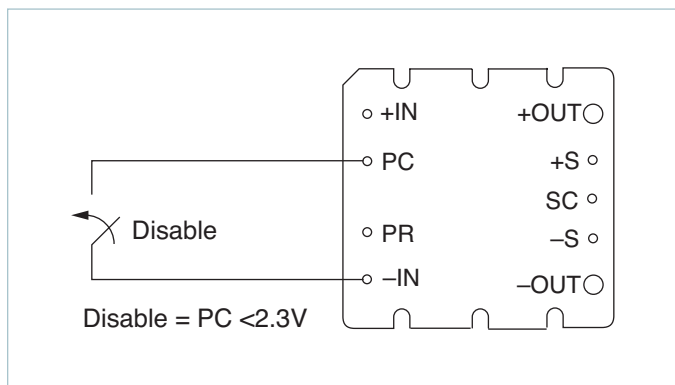 +IN
+OUT
PC
+S
SC
Disable
PR
–S
–IN
–OUT
Disable = PC <2.3V